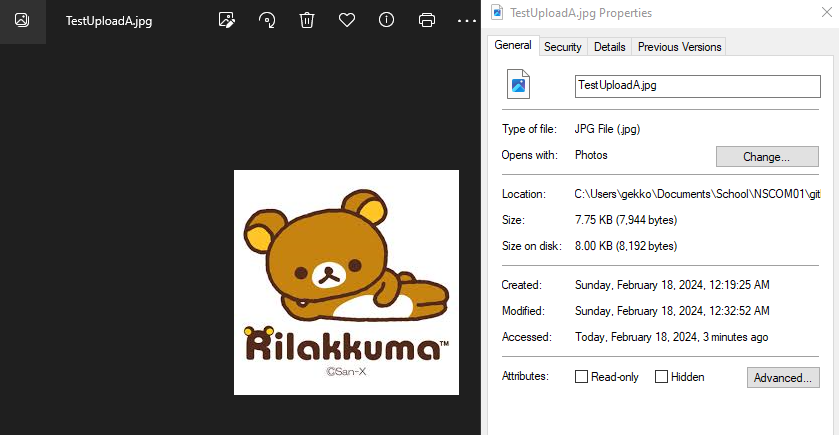 TestUploadA.jpg
Rilakkuma™
©San-X
TestUploadA.jpg Properties
General Security Details Previous Versions
TestUploadA.jpg
Type of file: JPG File (.jpg)
Opens with: Photos Change...
Location: C:\Users\gekko\Documents\School\NSCOM01\git
Size: 7.75 KB (7,944 bytes)
Size on disk: 8.00 KB (8,192 bytes)
Created: Sunday, February 18, 2024, 12:19:25 AM
Modified: Sunday, February 18, 2024, 12:32:52 AM
Accessed: Today, February 18, 2024, 3 minutes ago
Attributes: Read-only Hidden Advanced...